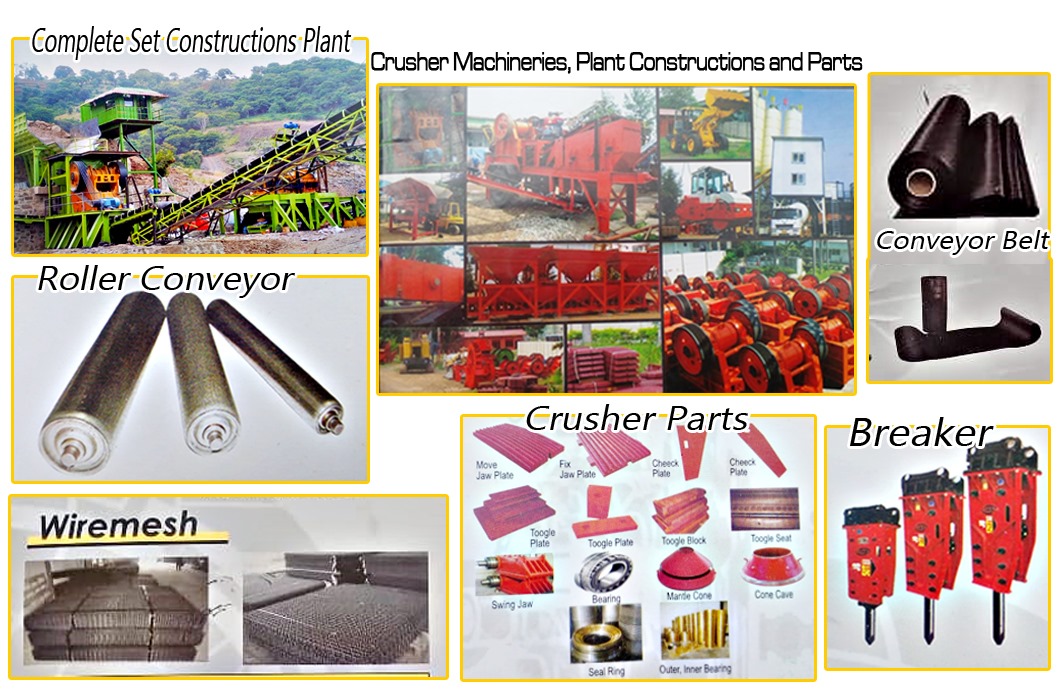 Complete Set Constructions Plant
Crusher Machineries, Plant Constructions and Parts
Conveyor Belt
Roller Conveyor
Crusher Parts
Move
Jaw Plate
Fix
Jaw Plate
Cheeck
Plate
Cheeck
Plate
Toogle
Plate
Toogle Plate
Toogle Block
Toogle Seat
Swing Jaw
Bearing
Mantle Cone
Cone Cave
Seal Ring
Outer, Inner Bearing
Breaker
Wiremesh